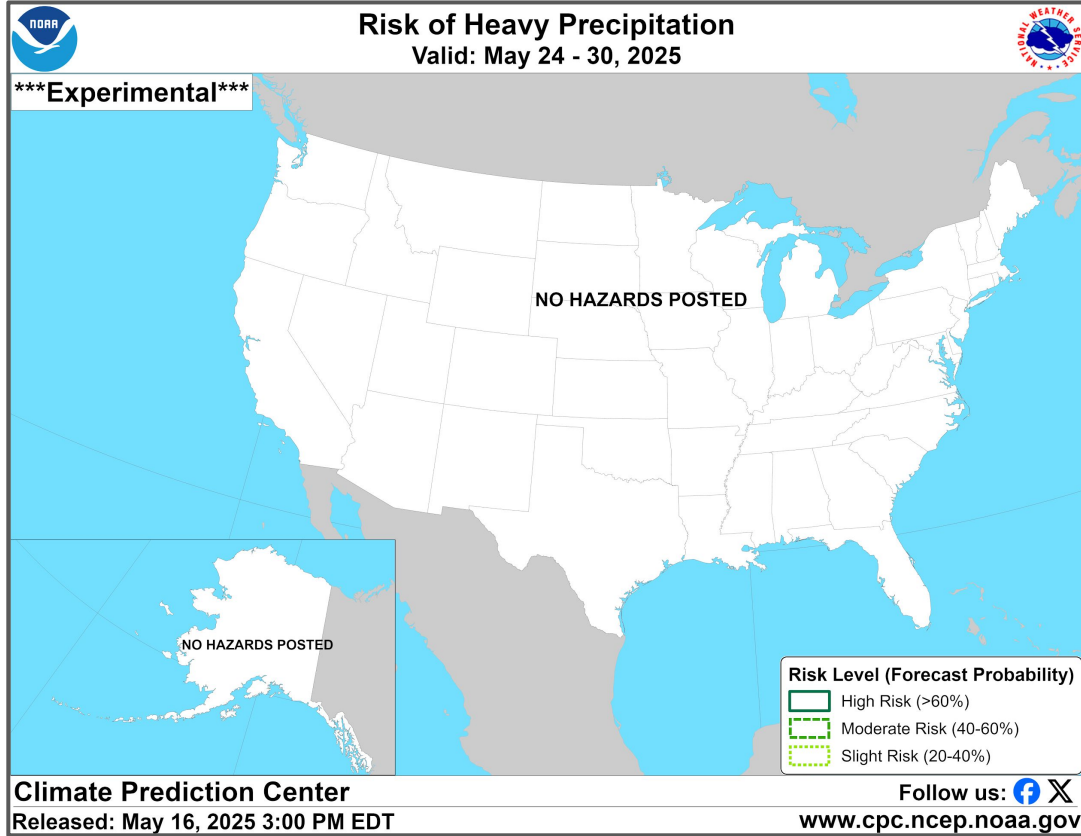 NOAA
Risk of Heavy Precipitation
Valid: May 24 - 30, 2025
NATIONAL WEATHER SERVICE
***Experimental***
NO HAZARDS POSTED
NO HAZARDS POSTED
Risk Level (Forecast Probability)
High Risk (>60%)
Moderate Risk (40-60%)
Slight Risk (20-40%)
Climate Prediction Center
Follow us:
Released: May 16, 2025 3:00 PM EDT
www.cpc.ncep.noaa.gov